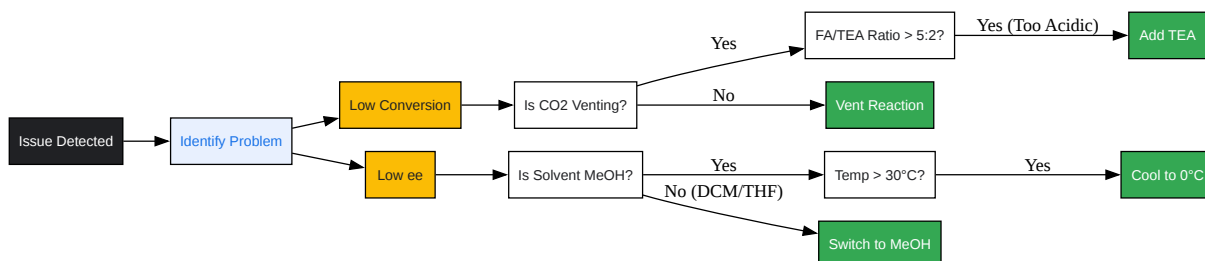 Issue Detected
Identify Problem
Low Conversion
Is CO2 Venting?
Yes
FA/TEA Ratio > 5:2?
Yes (Too Acidic)
Add TEA
No
Vent Reaction
Low ee
Is Solvent MeOH?
Yes
Temp > 30°C?
Yes
Cool to 0°C
No (DCM/THF)
Switch to MeOH